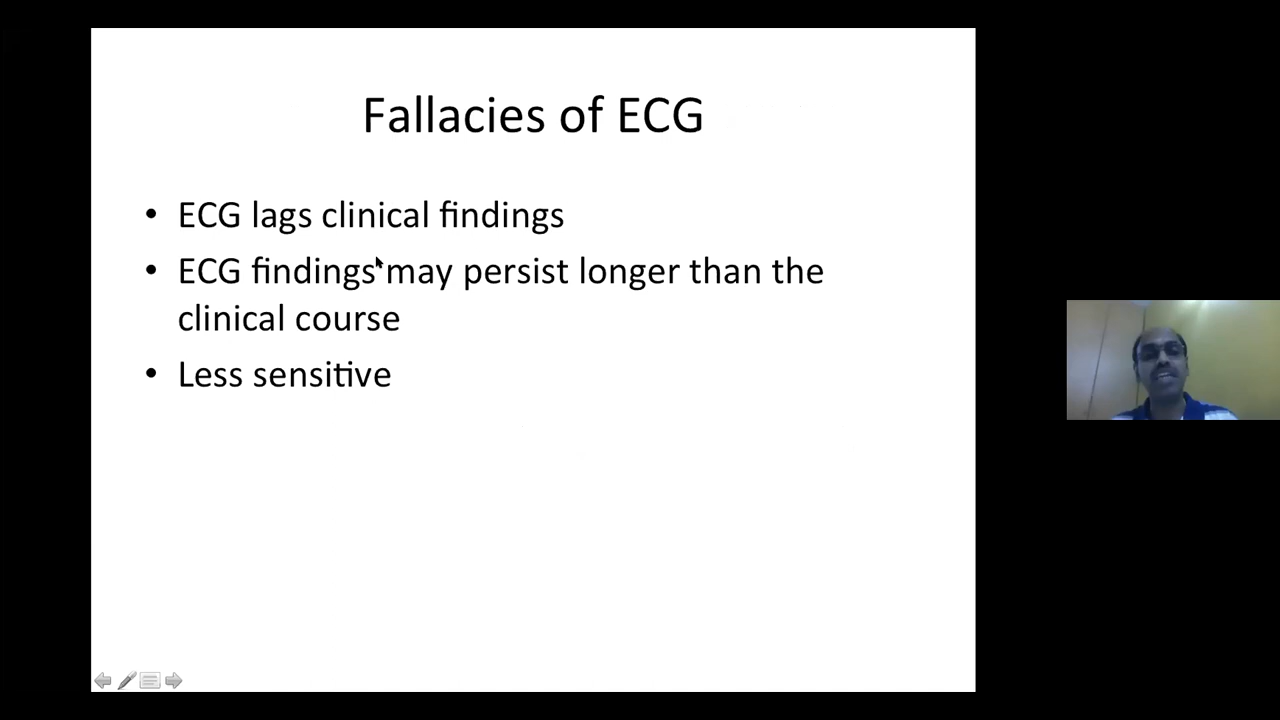 Fallacies of ECG
• ECG lags clinical findings
• ECG findings may persist longer than the
clinical course
• Less sensitive